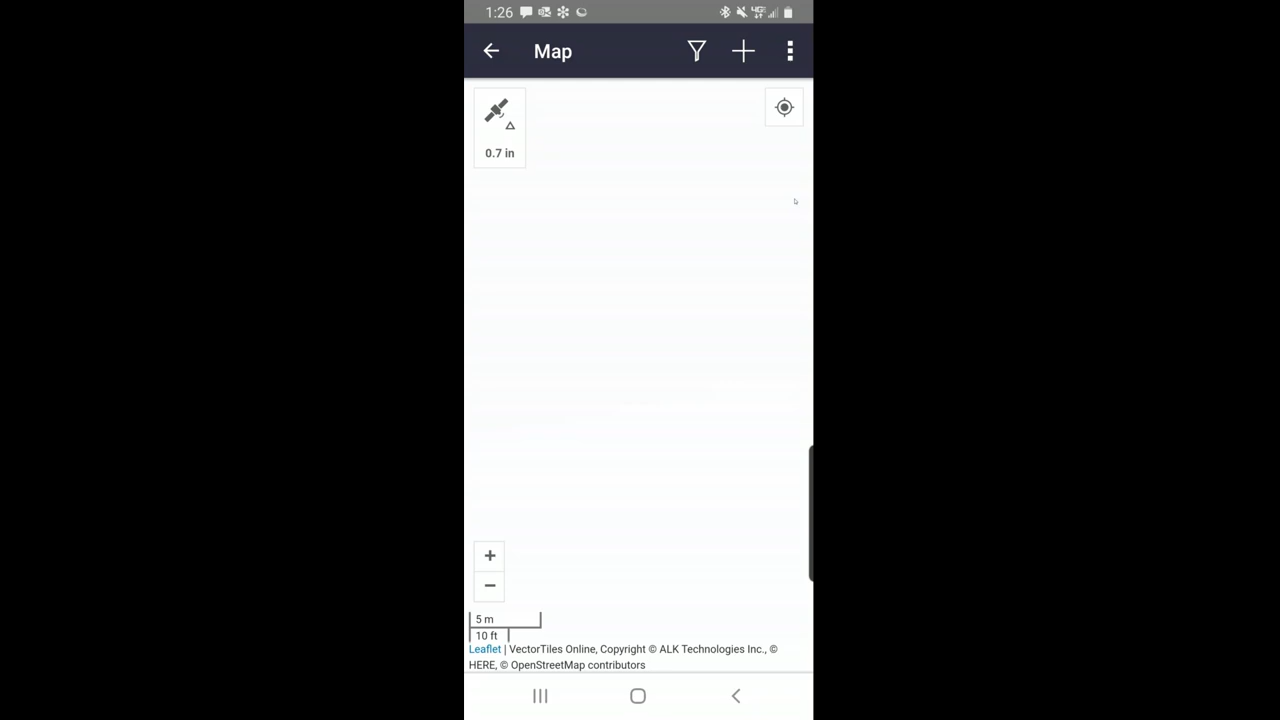 1:26
Map
0.7 in
+
−
5 m
10 ft
Leaflet | VectorTiles Online, Copyright © ALK Technologies Inc., ©
HERE, © OpenStreetMap contributors